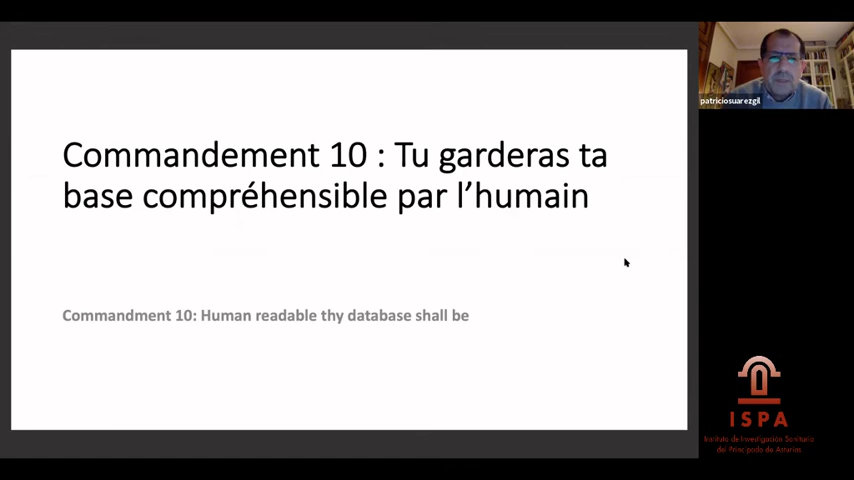 Commandement 10 : Tu garderas ta
base compréhensible par l’humain
Commandment 10: Human readable thy database shall be
patriciosuarezgil
ISPA
Instituto de Investigación Sanitaria
del Principado de Asturias